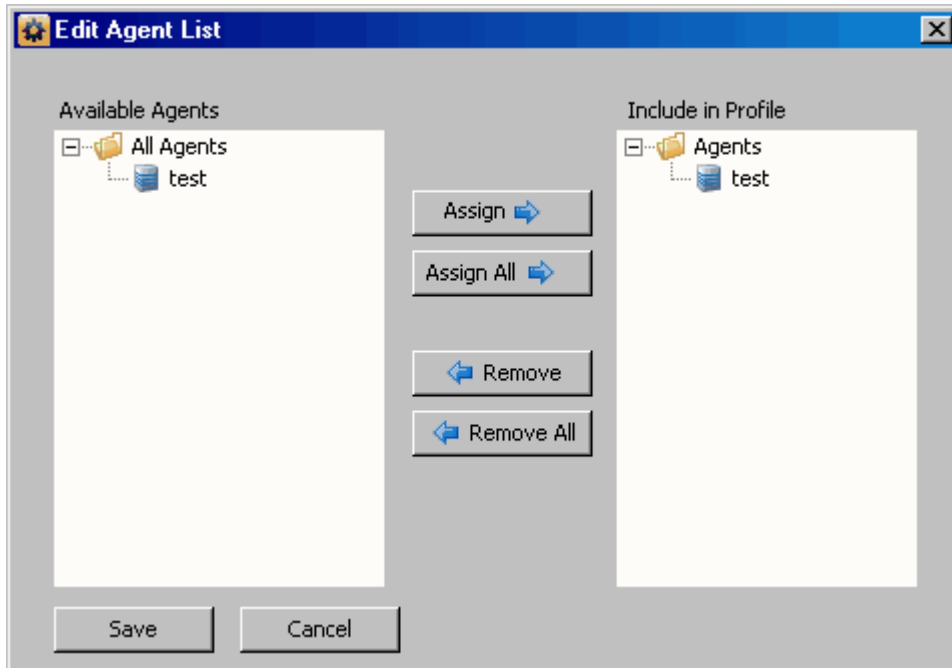 Edit Agent List
Available Agents
All Agents
test
Assign
Assign All
Remove
Remove All
Include in Profile
Agents
test
Save
Cancel